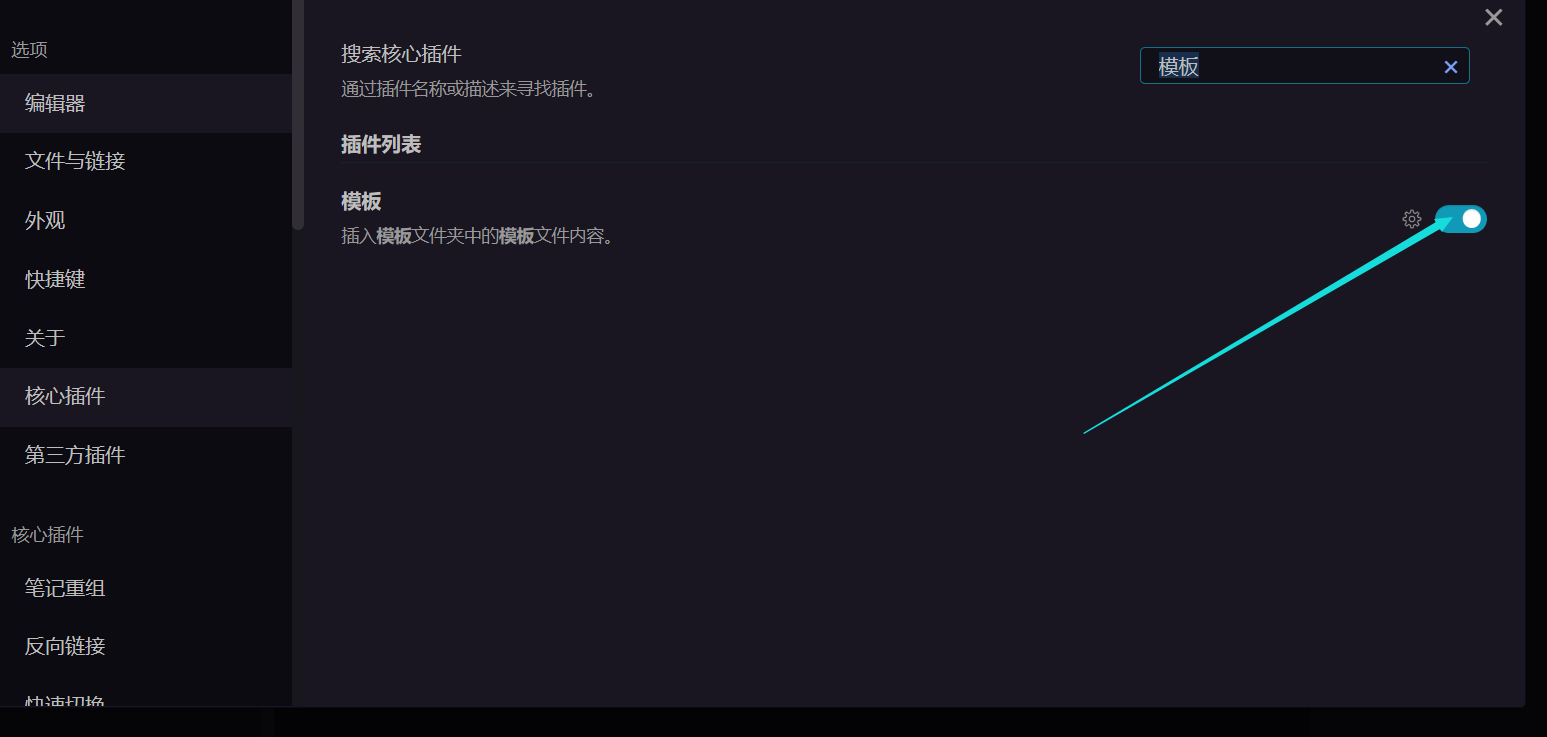 选项
编辑器
文件与链接
外观
快捷键
关于
核心插件
第三方插件
核心插件
笔记重组
反向链接
快速切换
搜索核心插件
通过插件名称或描述来寻找插件。
模板
插件列表
模板
插入模板文件夹中的模板文件内容。